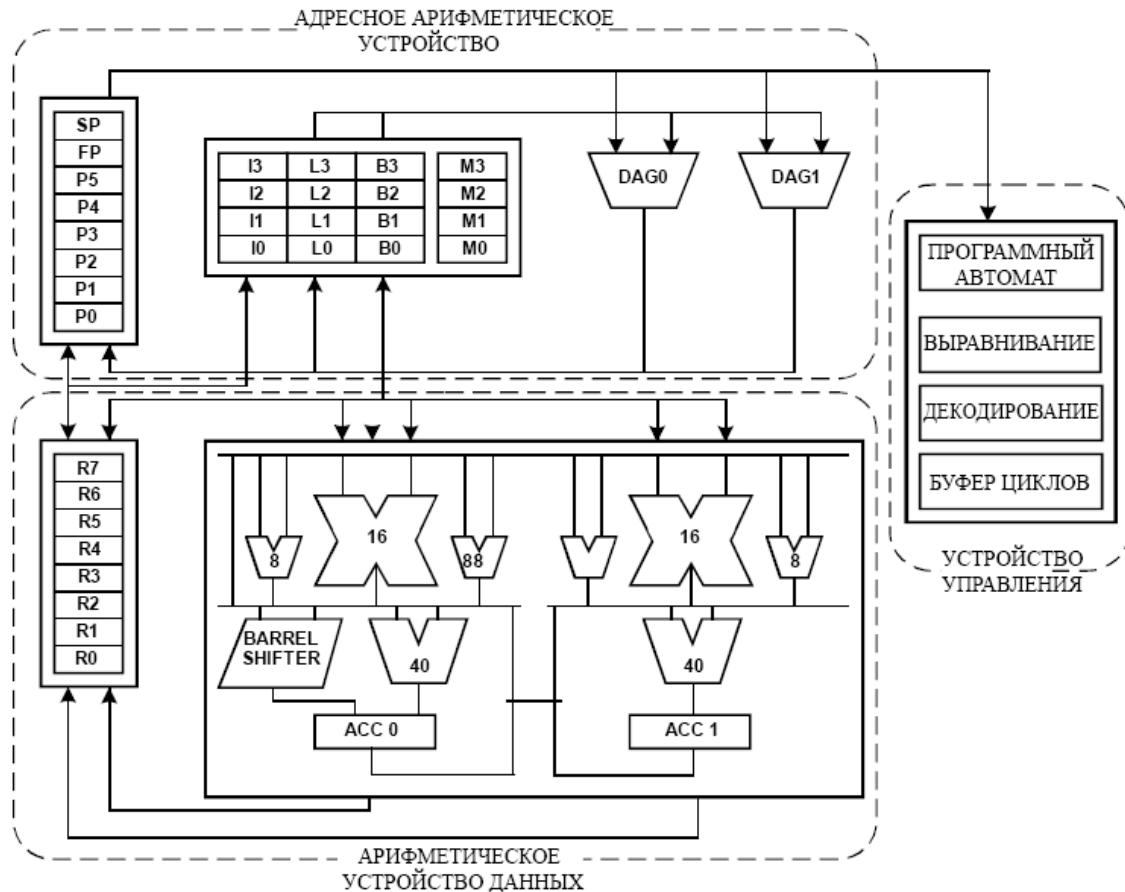 АДРЕСНОЕ АРИФМЕТИЧЕСКОЕ
УСТРОЙСТВО
SP
FP
P5
P4
P3
P2
P1
P0
I3 L3 B3 M3
I2 L2 B2 M2
I1 L1 B1 M1
I0 L0 B0 M0
DAG0
DAG1
ПРОГРАММНЫЙ
АВТОМАТ
ВЫРАВНИВАНИЕ
ДЕКОДИРОВАНИЕ
БУФЕР ЦИКЛОВ
УСТРОЙСТВО
УПРАВЛЕНИЯ
R7
R6
R5
R4
R3
R2
R1
R0
8 16 88 16 8
BARREL
SHIFTER
40
40
ACC 0
ACC 1
АРИФМЕТИЧЕСКОЕ
УСТРОЙСТВО ДАННЫХ